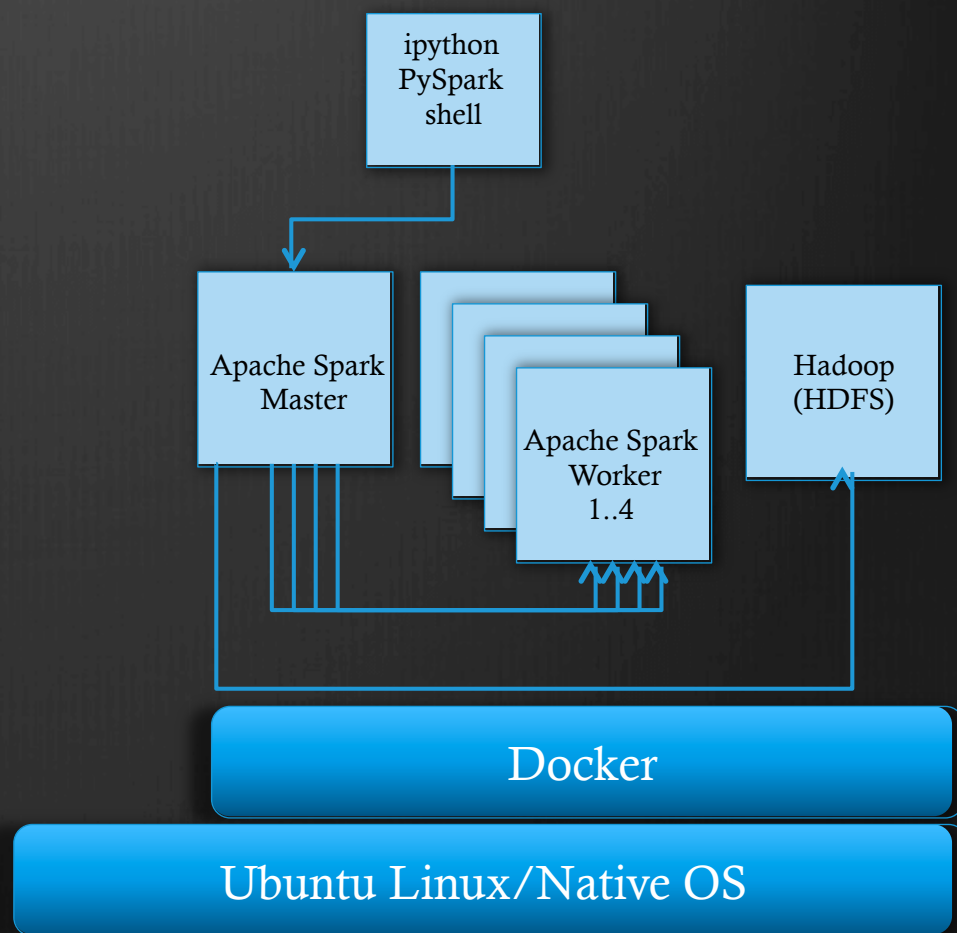 ipython
PySpark
shell
Apache Spark
Master
Apache Spark
Worker
1..4
Hadoop
(HDFS)
Docker
Ubuntu Linux/Native OS